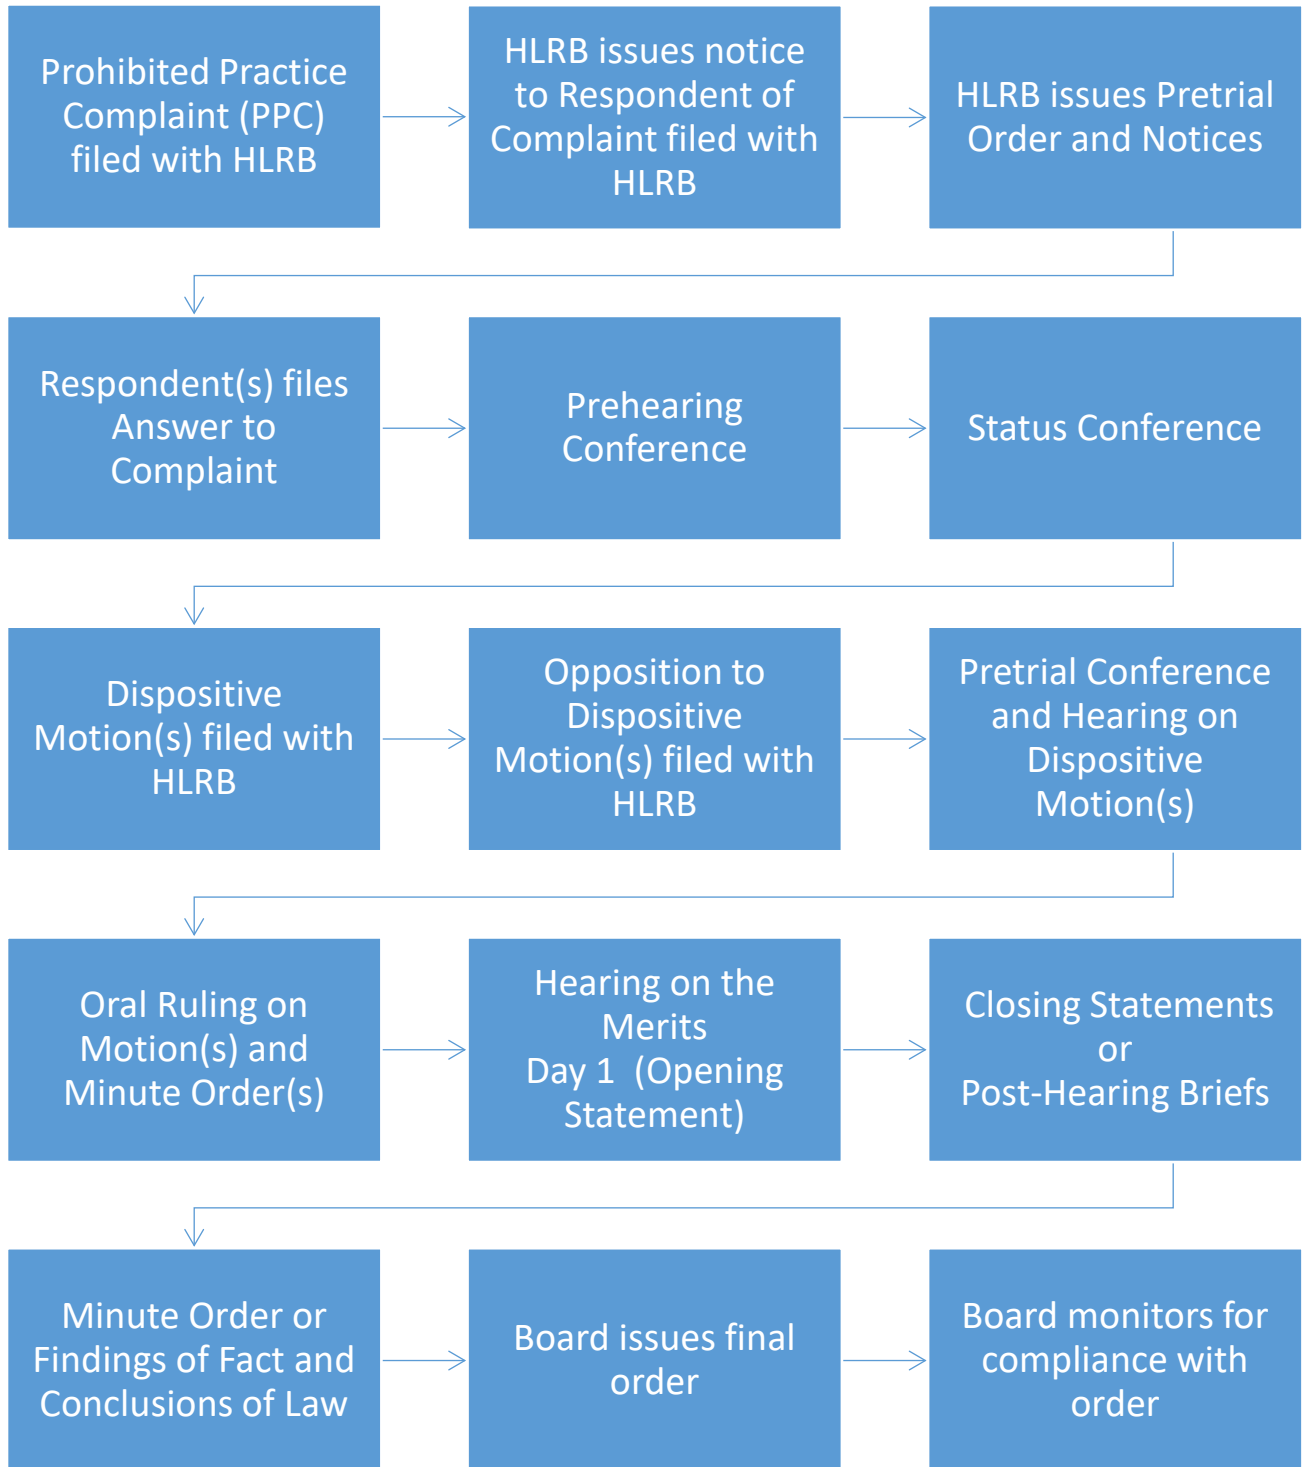 Prohibited Practice
Complaint (PPC)
filed with HLRB
HLRB issues notice
to Respondent of
Complaint filed with
HLRB
HLRB issues Pretrial
Order and Notices
Respondent(s) files
Answer to
Complaint
Prehearing
Conference
Status Conference
Dispositive
Motion(s) filed with
HLRB
Opposition to
Dispositive
Motion(s) filed with
HLRB
Pretrial Conference
and Hearing on
Dispositive
Motion(s)
Oral Ruling on
Motion(s) and
Minute Order(s)
Hearing on the
Merits
Day 1  (Opening
Statement)
Closing Statements
or
Post-Hearing Briefs
Minute Order or
Findings of Fact and
Conclusions of Law
Board issues final
order
Board monitors for
compliance with
order